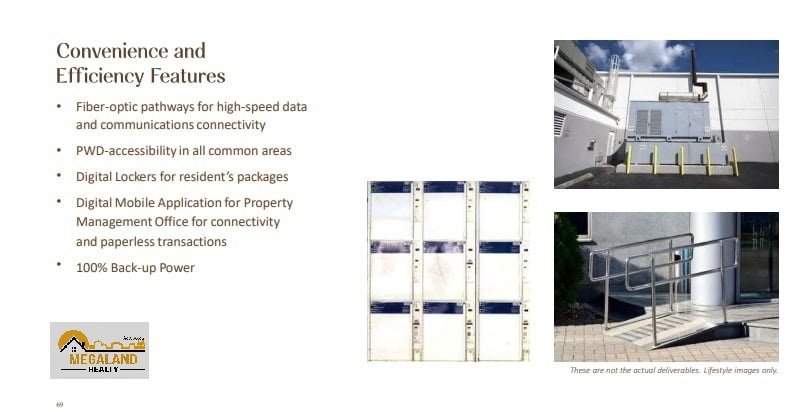 Convenience and
Efficiency Features
• Fiber-optic pathways for high-speed data
and communications connectivity
• PWD-accessibility in all common areas
• Digital Lockers for resident's packages
• Digital Mobile Application for Property
Management Office for connectivity
and paperless transactions
• 100% Back-up Power
MEGALAND
REALTY
These are not the actual deliverables. Lifestyle images only.
69